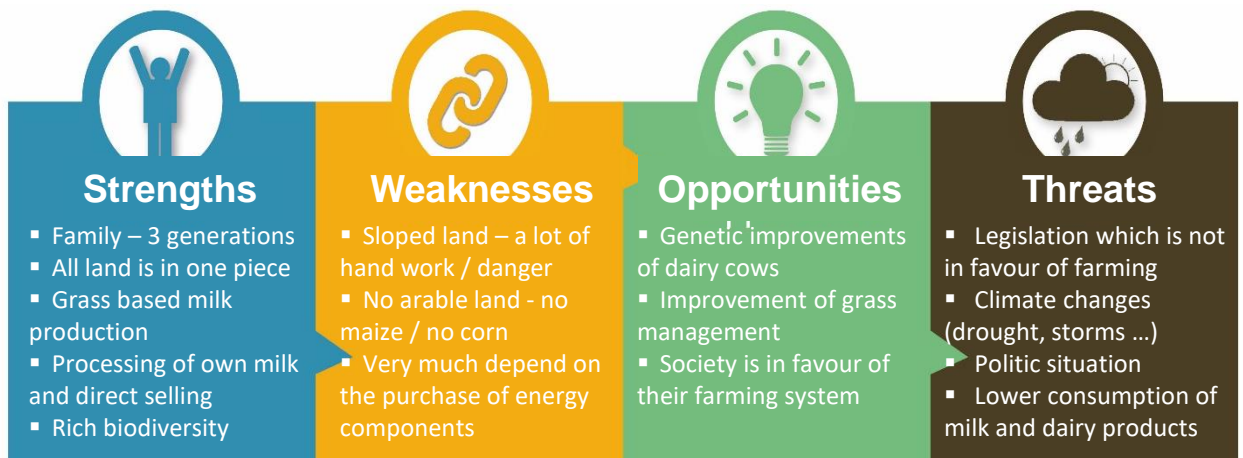 Strengths
▪ Family – 3 generations
▪ All land is in one piece
▪ Grass based milk
production
▪ Processing of own milk
and direct selling
▪ Rich biodiversity
Weaknesses
▪ Sloped land – a lot of
hand work / danger
▪ No arable land - no
maize / no corn
▪ Very much depend on
the purchase of energy
components
Opportunities
▪ Genetic improvements
of dairy cows
▪ Improvement of grass
management
▪ Society is in favour of
their farming system
Threats
▪ Legislation which is not
in favour of farming
▪ Climate changes
(drought, storms ...)
▪ Politic situation
▪ Lower consumption of
milk and dairy products